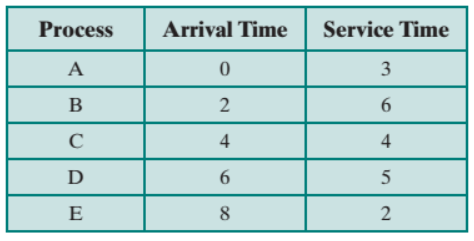 Process Arrival Time Service Time
A 0 3
B 2 6
C 4 4
D 6 5
E 8 2